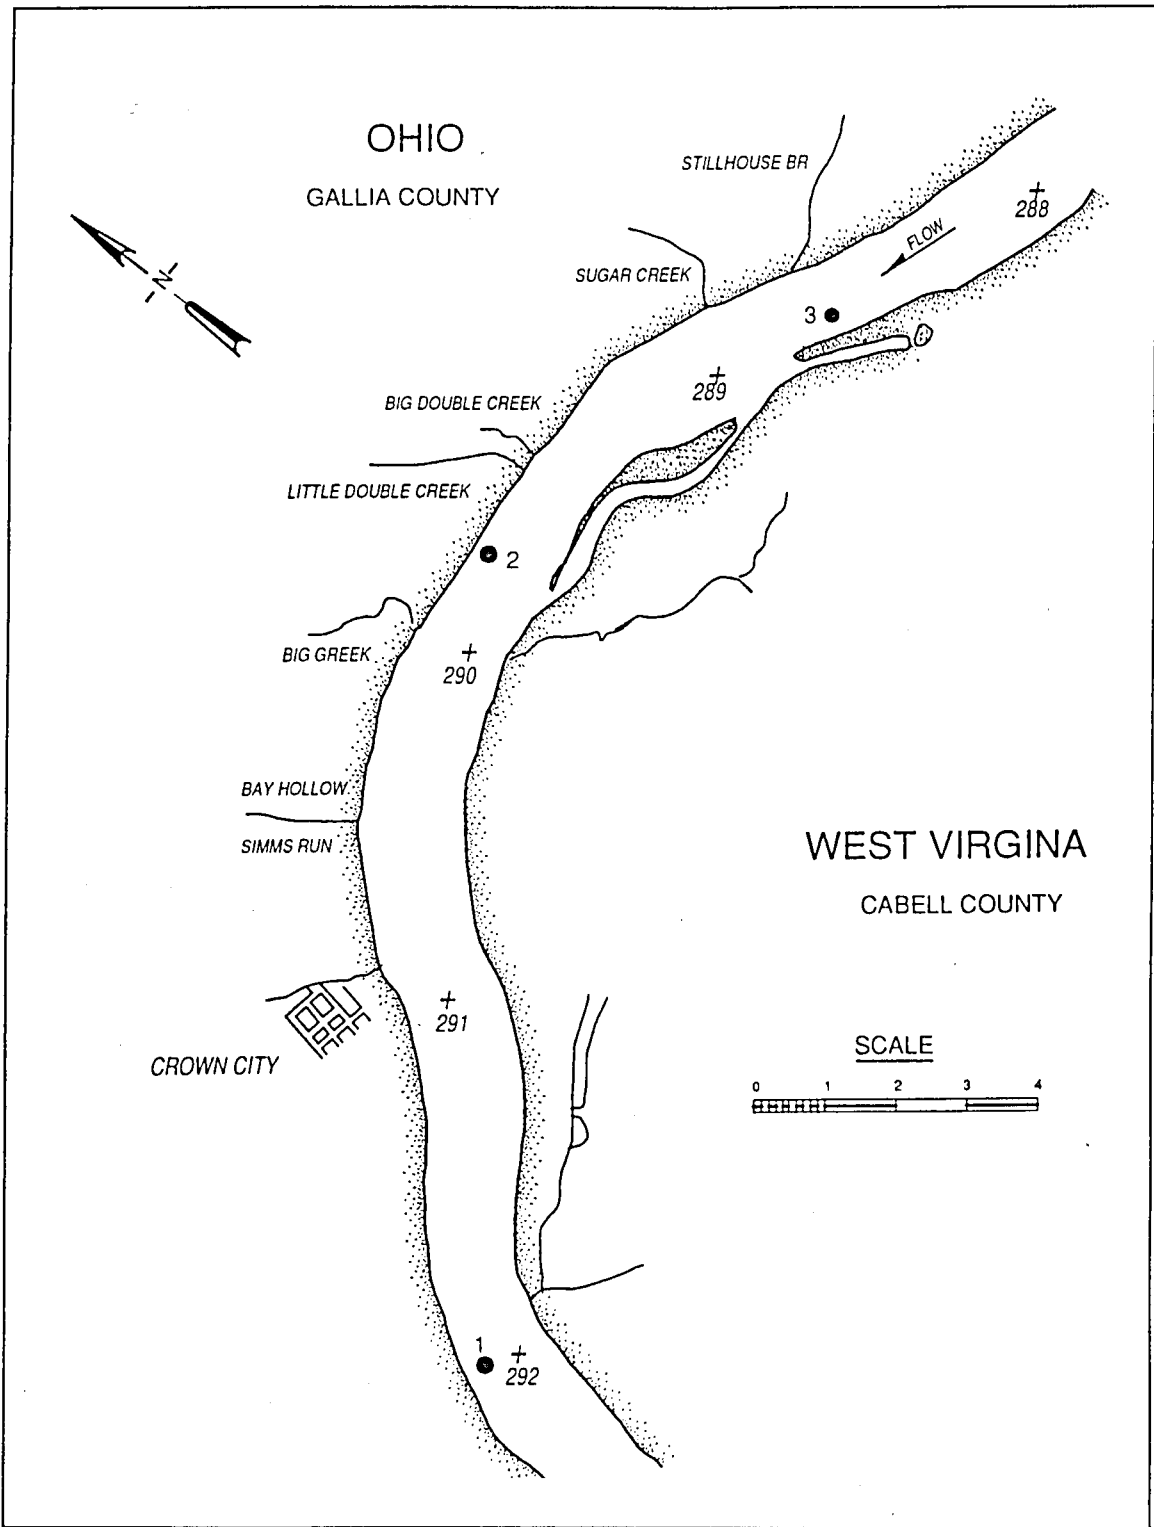 OHIO
GALLIA COUNTY
STILLHOUSE BR
288
FLOW
SUGAR CREEK
N
3
289
BIG DOUBLE CREEK
LITTLE DOUBLE CREEK
2
BIG GREEK
290
BAY HOLLOW
SIMMS RUN
WEST VIRGINA
CABELL COUNTY
291
CROWN CITY
SCALE
0 1 2 3 4
1
292